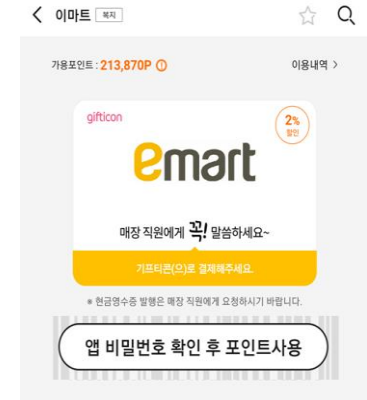 이마트 복지
가용포인트 : 213,870P
이용내역 >
gifticon
2%
할인
emart
매장 직원에게 꼭! 말씀하세요~
기프티콘(으)로 결제해주세요.
※ 현금영수증 발행은 매장 직원에게 요청하시기 바랍니다.
앱 비밀번호 확인 후 포인트사용